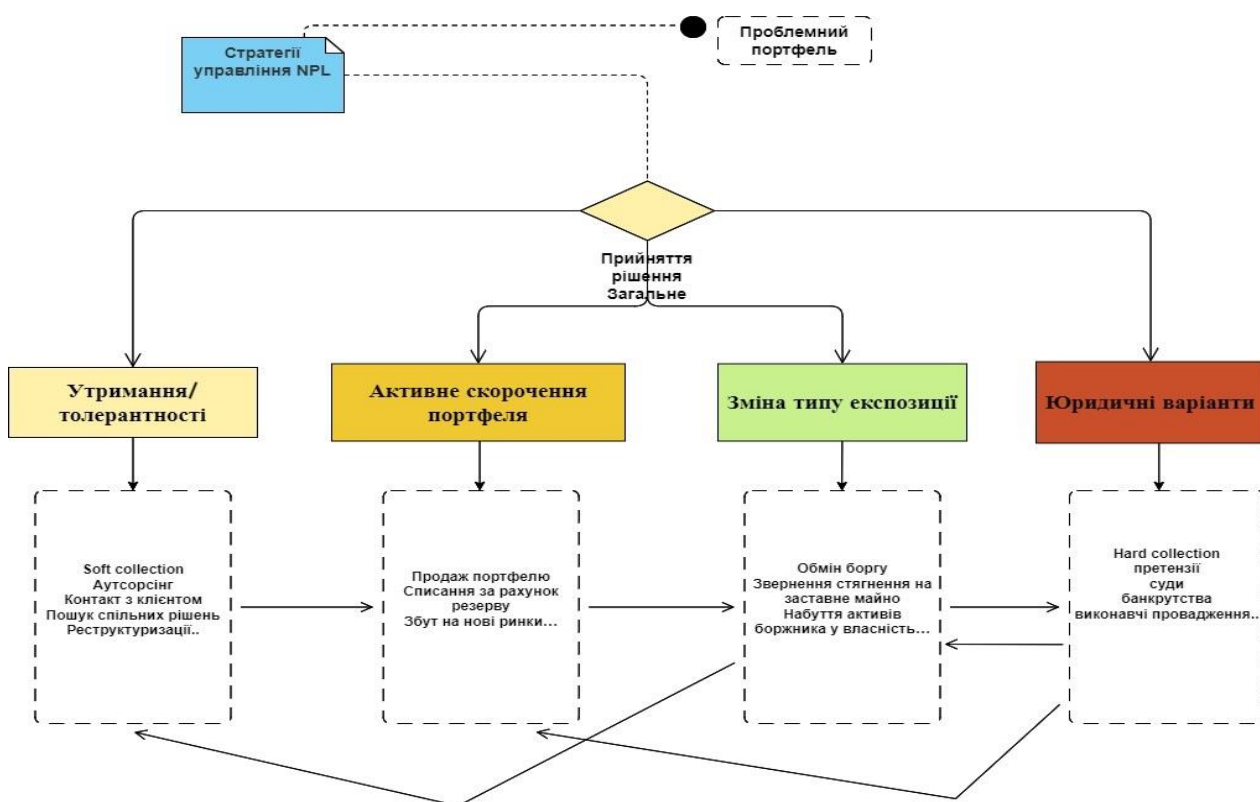 Стратегії
управління NPL
Проблемний
портфель
Прийняття
рішення
Загальне
Утримання/
толерантності
Активне скорочення
портфеля
Зміна типу експозиції
Юридичні варіанти
Soft collection
Аутсорсінг
Контакт з клієнтом
Пошук спільних рішень
Реструктуризації..
Продаж портфелю
Списання за рахунок
резерву
Збут на нові ринки...
Обмін боргу
Звернення стягнення на
заставне майно
Набуття активів
боржника у власність...
Hard collection
претензії
суди
банкрутства
виконавчі провадження...